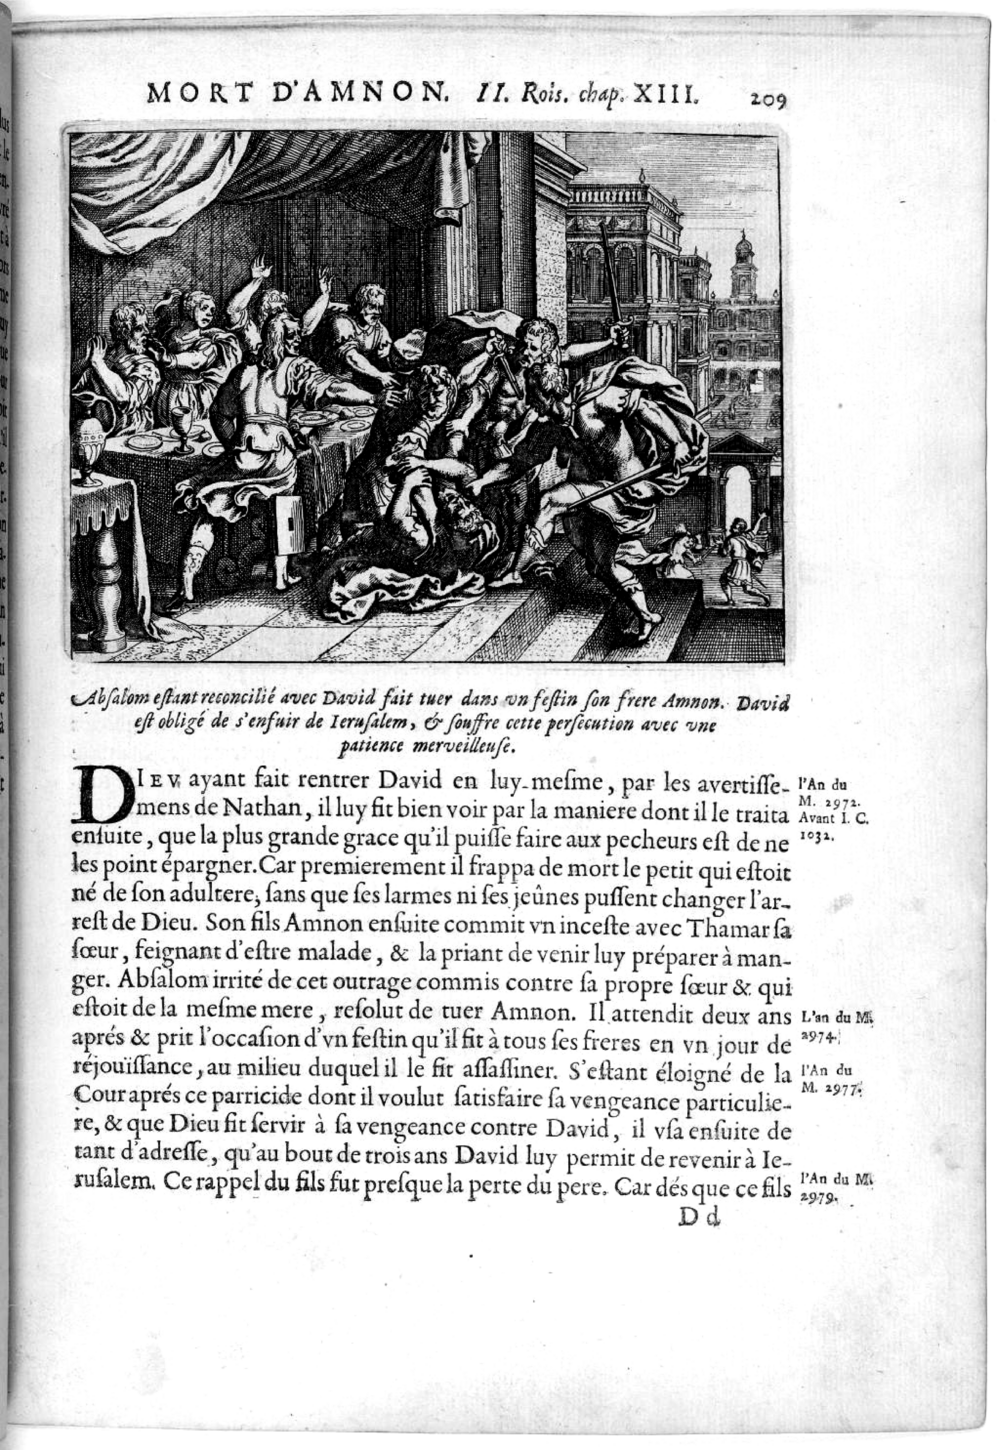 MORT D'AMNON. II. Rois. chap. XIII. 209
Abſalom eſtant reconcilié avec David fait tuer dans vn feſtin ſon frere Amnon. David
eſt obligé de s'enfuir de Ieruſalem, & ſouffre cette perſecution avec vne
patience merveilleuſe.
DIEV ayant fait rentrer David en luy-meſme, par les avertiſſe-
mens de Nathan, il luy fit bien voir par la maniere dont il le traita
enſuite, que la plus grande grace qu'il puiſſe faire aux pecheurs eſt de ne
les point épargner. Car premierement il frappa de mort le petit qui eſtoit
né de ſon adultere, ſans que ſes larmes ni ſes jeûnes puſſent changer l'ar-
reſt de Dieu. Son fils Amnon enſuite commit vn inceſte avec Thamar ſa
ſœur, feignant d'eſtre malade, & la priant de venir luy préparer à man-
ger. Abſalom irrité de cet outrage commis contre ſa propre ſœur & qui
eſtoit de la meſme mere, reſolut de tuer Amnon. Il attendit deux ans
aprés & prit l'occaſion d'vn feſtin qu'il fit à tous ſes freres en vn jour de
réjouïſſance, au milieu duquel il le fit aſſaſſiner. S'eſtant éloigné de la
Cour aprés ce parricide dont il voulut ſatisfaire ſa vengeance particulie-
re, & que Dieu fit ſervir à ſa vengeance contre David, il vſa enſuite de
tant d'adreſſe, qu'au bout de trois ans David luy permit de revenir à Ie-
ruſalem. Ce rappel du fils fut preſque la perte du pere. Car dés que ce fils
l'An du
M. 2972.
Avant I. C.
1032.
L'an du M.
2974.
l'An du
M. 2977.
l'An du M.
2979.
D d